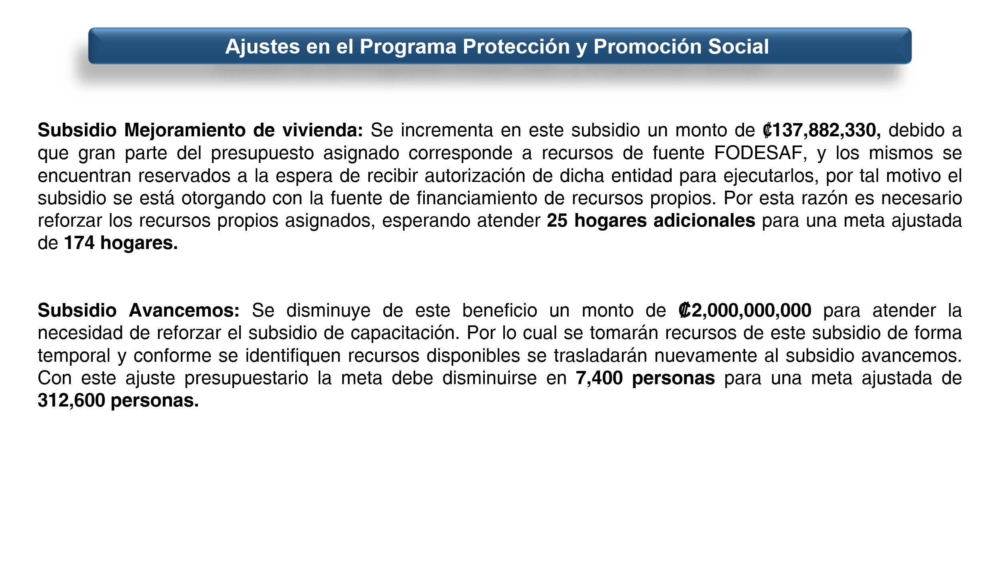 Ajustes en el Programa Protección y Promoción Social
Subsidio Mejoramiento de vivienda: Se incrementa en este subsidio un monto de ₡137,882,330, debido a
que gran parte del presupuesto asignado corresponde a recursos de fuente FODESAF, y los mismos se
encuentran reservados a la espera de recibir autorización de dicha entidad para ejecutarlos, por tal motivo el
subsidio se está otorgando con la fuente de financiamiento de recursos propios. Por esta razón es necesario
reforzar los recursos propios asignados, esperando atender 25 hogares adicionales para una meta ajustada
de 174 hogares.
Subsidio Avancemos: Se disminuye de este beneficio un monto de ₡2,000,000,000 para atender la
necesidad de reforzar el subsidio de capacitación. Por lo cual se tomarán recursos de este subsidio de forma
temporal y conforme se identifiquen recursos disponibles se trasladarán nuevamente al subsidio avancemos.
Con este ajuste presupuestario la meta debe disminuirse en 7,400 personas para una meta ajustada de
312,600 personas.